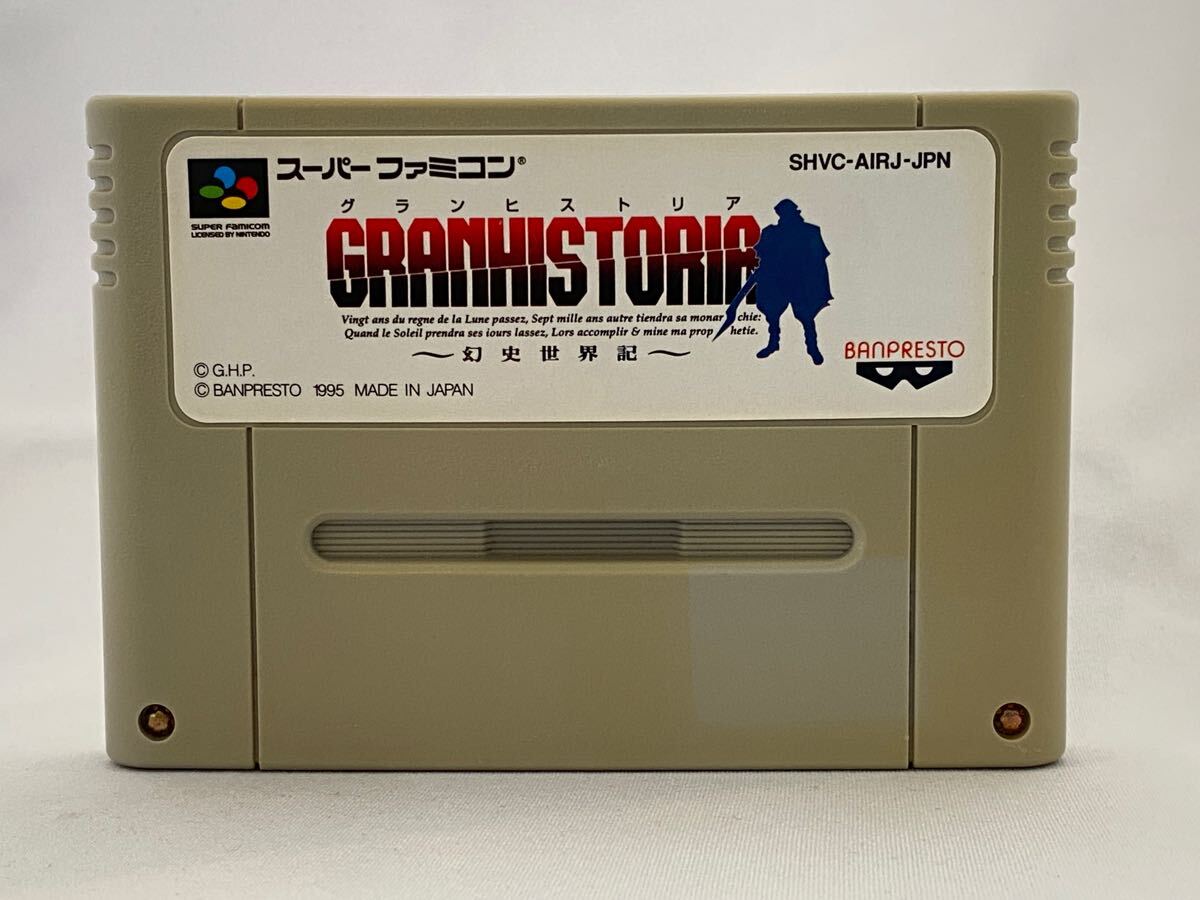 スーパーファミコン®
SHVC-AIRJ-JPN
SUPER FAMICOM
LICENSED BY NINTENDO
グランヒストリア
GRANHISTORIA
Vingt ans du regne de la Lune passez, Sept mille ans autre tiendra sa monar chie:
Quand le Soleil prendra ses iours lassez, Lors accomplir & mine ma prop hetie.
～幻史世界記～
BANPRESTO
© G.H.P.
© BANPRESTO 1995 MADE IN JAPAN